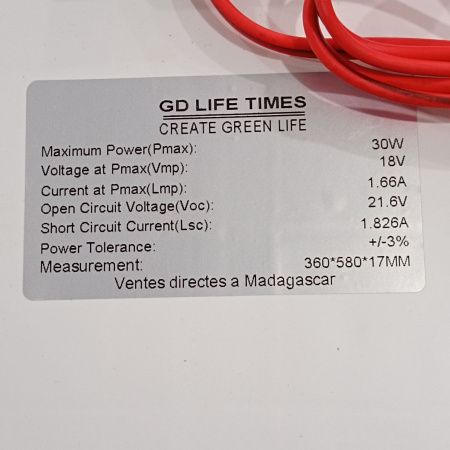 GD LIFE TIMES
CREATE GREEN LIFE
Maximum Power(Pmax): 30W
Voltage at Pmax(Vmp): 18V
Current at Pmax(Lmp): 1.66A
Open Circuit Voltage(Voc): 21.6V
Short Circuit Current(Lsc): 1.826A
Power Tolerance: +/-3%
Measurement: 360*580*17MM
Ventes directes a Madagascar